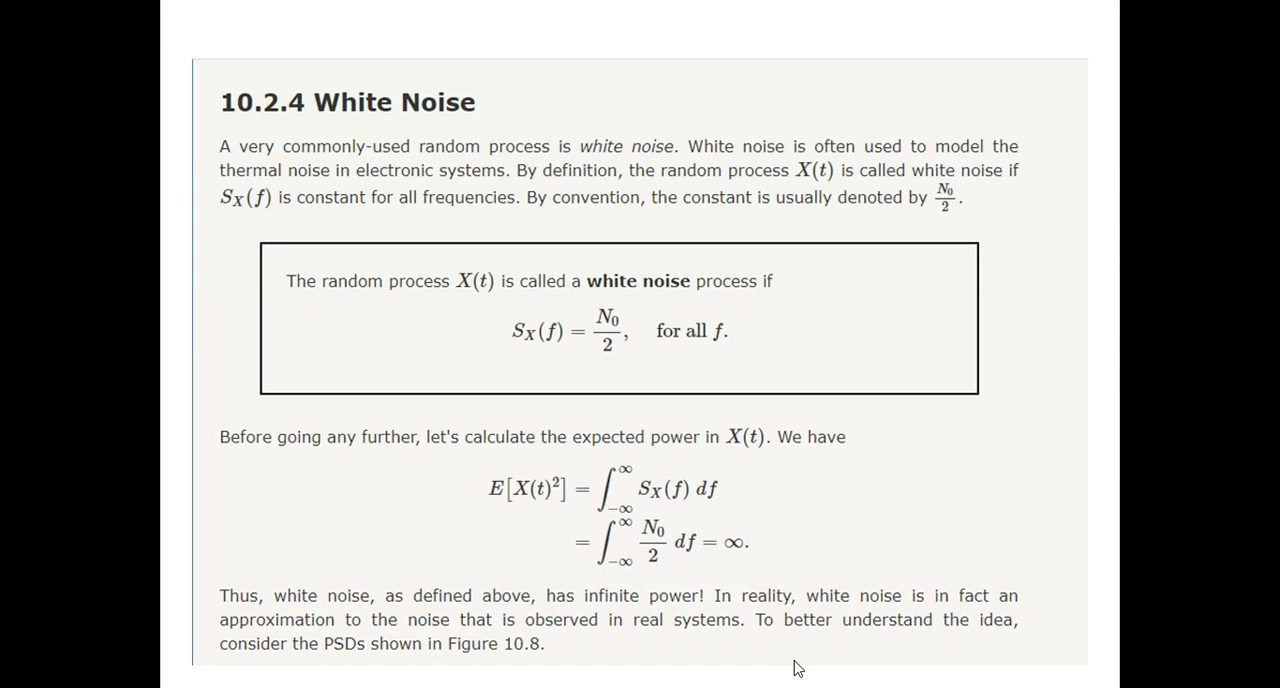 10.2.4 White Noise
A very commonly-used random process is white noise. White noise is often used to model the
thermal noise in electronic systems. By definition, the random process X(t) is called white noise if
S_X(f) is constant for all frequencies. By convention, the constant is usually denoted by N_0/2.
The random process X(t) is called a white noise process if
S_X(f) = N_0/2, for all f.
Before going any further, let's calculate the expected power in X(t). We have
E[X(t)^2] = ∫_{-∞}^{∞} S_X(f) df
= ∫_{-∞}^{∞} N_0/2 df = ∞.
Thus, white noise, as defined above, has infinite power! In reality, white noise is in fact an
approximation to the noise that is observed in real systems. To better understand the idea,
consider the PSDs shown in Figure 10.8.